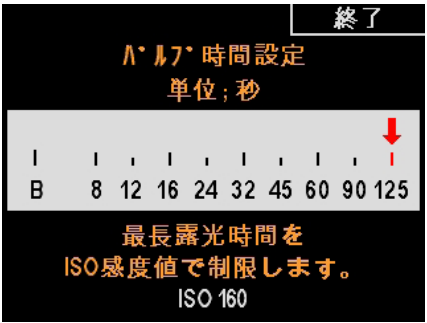 終了
バルブ時間設定
単位;秒
B 8 12 16 24 32 45 60 90 125
最長露光時間を
ISO感度値で制限します。
ISO 160